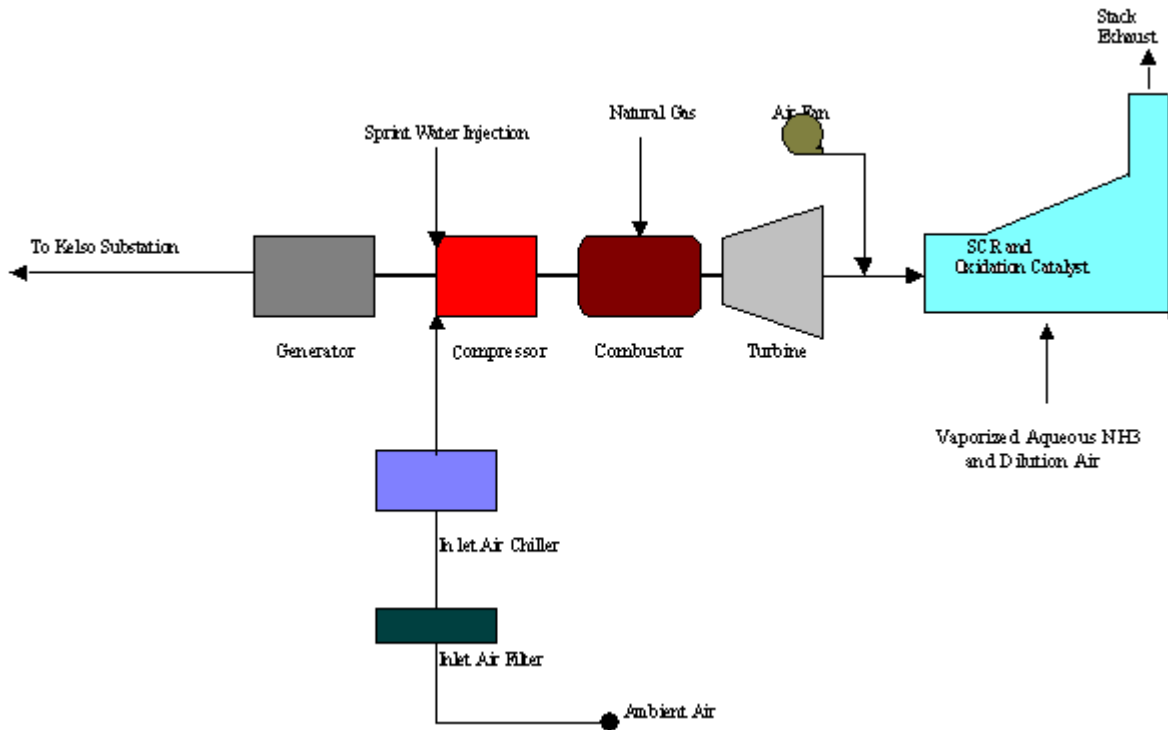 Stack
Exhaust
Natural Gas
Air Fan
Sprint Water Injection
To Kelso Substation
SCR and
Oxidation Catalyst
Generator
Compressor
Combustor
Turbine
Vaporized Aqueous NH3
and Dilution Air
Inlet Air Chiller
Inlet Air Filter
Ambient Air